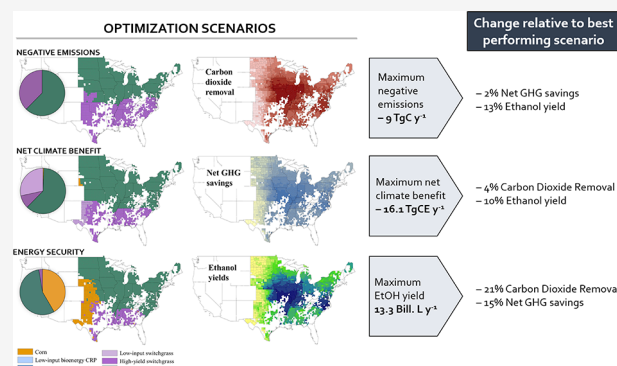 OPTIMIZATION SCENARIOS
Change relative to best
performing scenario
NEGATIVE EMISSIONS
Carbon
dioxide
removal
Maximum
negative
emissions
– 9 TgC y⁻¹
– 2% Net GHG savings
– 13% Ethanol yield
NET CLIMATE BENEFIT
Net GHG
savings
Maximum net
climate benefit
– 16.1 TgCE y⁻¹
– 4% Carbon Dioxide Removal
– 10% Ethanol yield
ENERGY SECURITY
Ethanol
yields
Maximum
EtOH yield
13.3 Bill. L y⁻¹
– 21% Carbon Dioxide Remova
– 15% Net GHG savings
Corn
Low-input switchgrass
Low-input bioenergy CRP
High-yield switchgrass